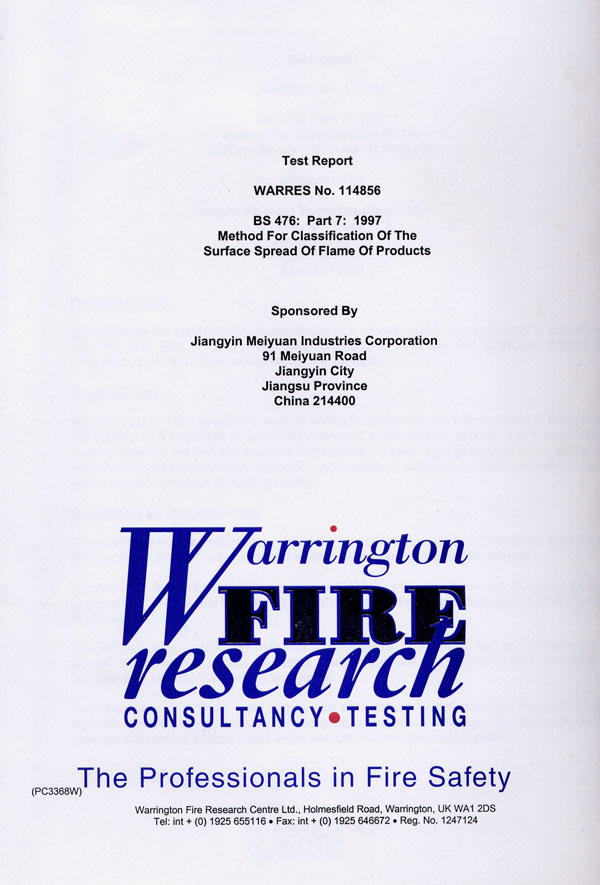 Test Report
WARRES No. 114856
BS 476: Part 7: 1997
Method For Classification Of The
Surface Spread Of Flame Of Products
Sponsored By
Jiangyin Meiyuan Industries Corporation
91 Meiyuan Road
Jiangyin City
Jiangsu Province
China 214400
Warrington
FIRE
research
CONSULTANCY•TESTING
The Professionals in Fire Safety
(PC3368W)
Warrington Fire Research Centre Ltd., Holmesfield Road, Warrington, UK WA1 2DS
Tel: int + (0) 1925 655116 • Fax: int + (0) 1925 646672 • Reg. No. 1247124